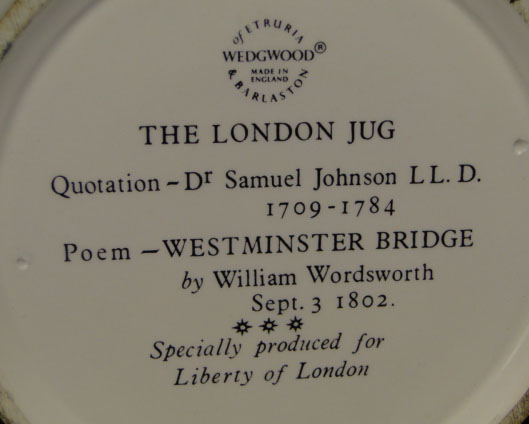 of ETRURIA
WEDGWOOD®
MADE IN
ENGLAND
& BARLASTON
THE LONDON JUG
Quotation – Dr Samuel Johnson LL. D.
1709 - 1784
Poem – WESTMINSTER BRIDGE
by William Wordsworth
Sept. 3 1802.
Specially produced for
Liberty of London